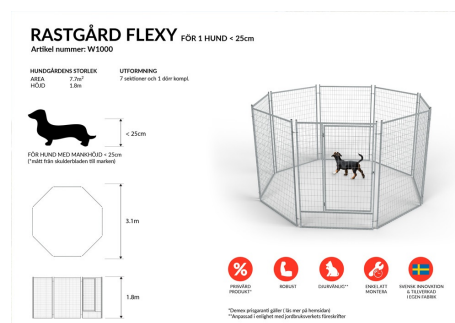 RASTGÅRD FLEXY FÖR 1 HUND < 25cm
Artikel nummer: W1000
HUNDGÅRDENS STORLEK
AREA 7.7m²
HÖJD 1.8m
UTFORMNING
7 sektioner och 1 dörr kompl.
< 25cm
FÖR HUND MED MANKHÖJD < 25cm
(*mätt från skulderbladen till marken)
3.1m
1.8m
%
PRISVÄRD
PRODUKT*
ROBUST
DJURVÄNLIG**
ENKEL ATT
MONTERA
SVENSK INNOVATION
& TILLVERKAD
I EGEN FABRIK
*Demex prisgaranti gäller ( läs mer på hemsidan)
**Anpassad i enlighet med jordbruksverkets föreskrifter